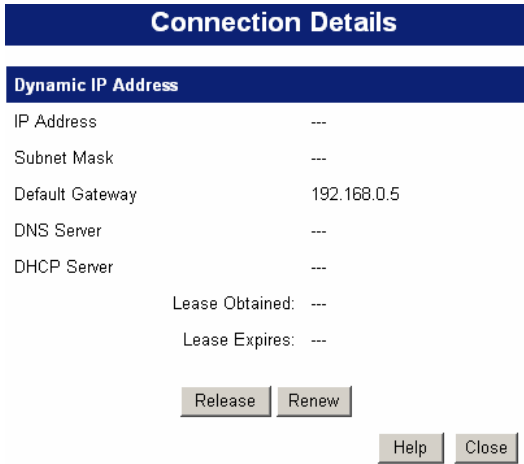 Connection Details
Dynamic IP Address
IP Address ---
Subnet Mask ---
Default Gateway 192.168.0.5
DNS Server ---
DHCP Server ---
Lease Obtained: ---
Lease Expires: ---
Release Renew
Help Close